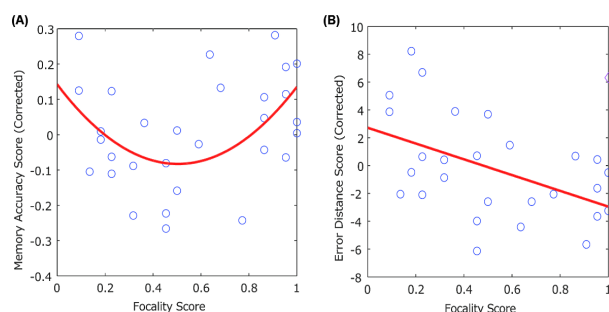 (A)
Memory Accuracy Score (Corrected)
0.3
0.2
0.1
0
-0.1
-0.2
-0.3
-0.4
0 0.2 0.4 0.6 0.8 1
Focality Score
(B)
Error Distance Score (Corrected)
10
8
6
4
2
0
-2
-4
-6
-8
0 0.2 0.4 0.6 0.8 1
Focality Score